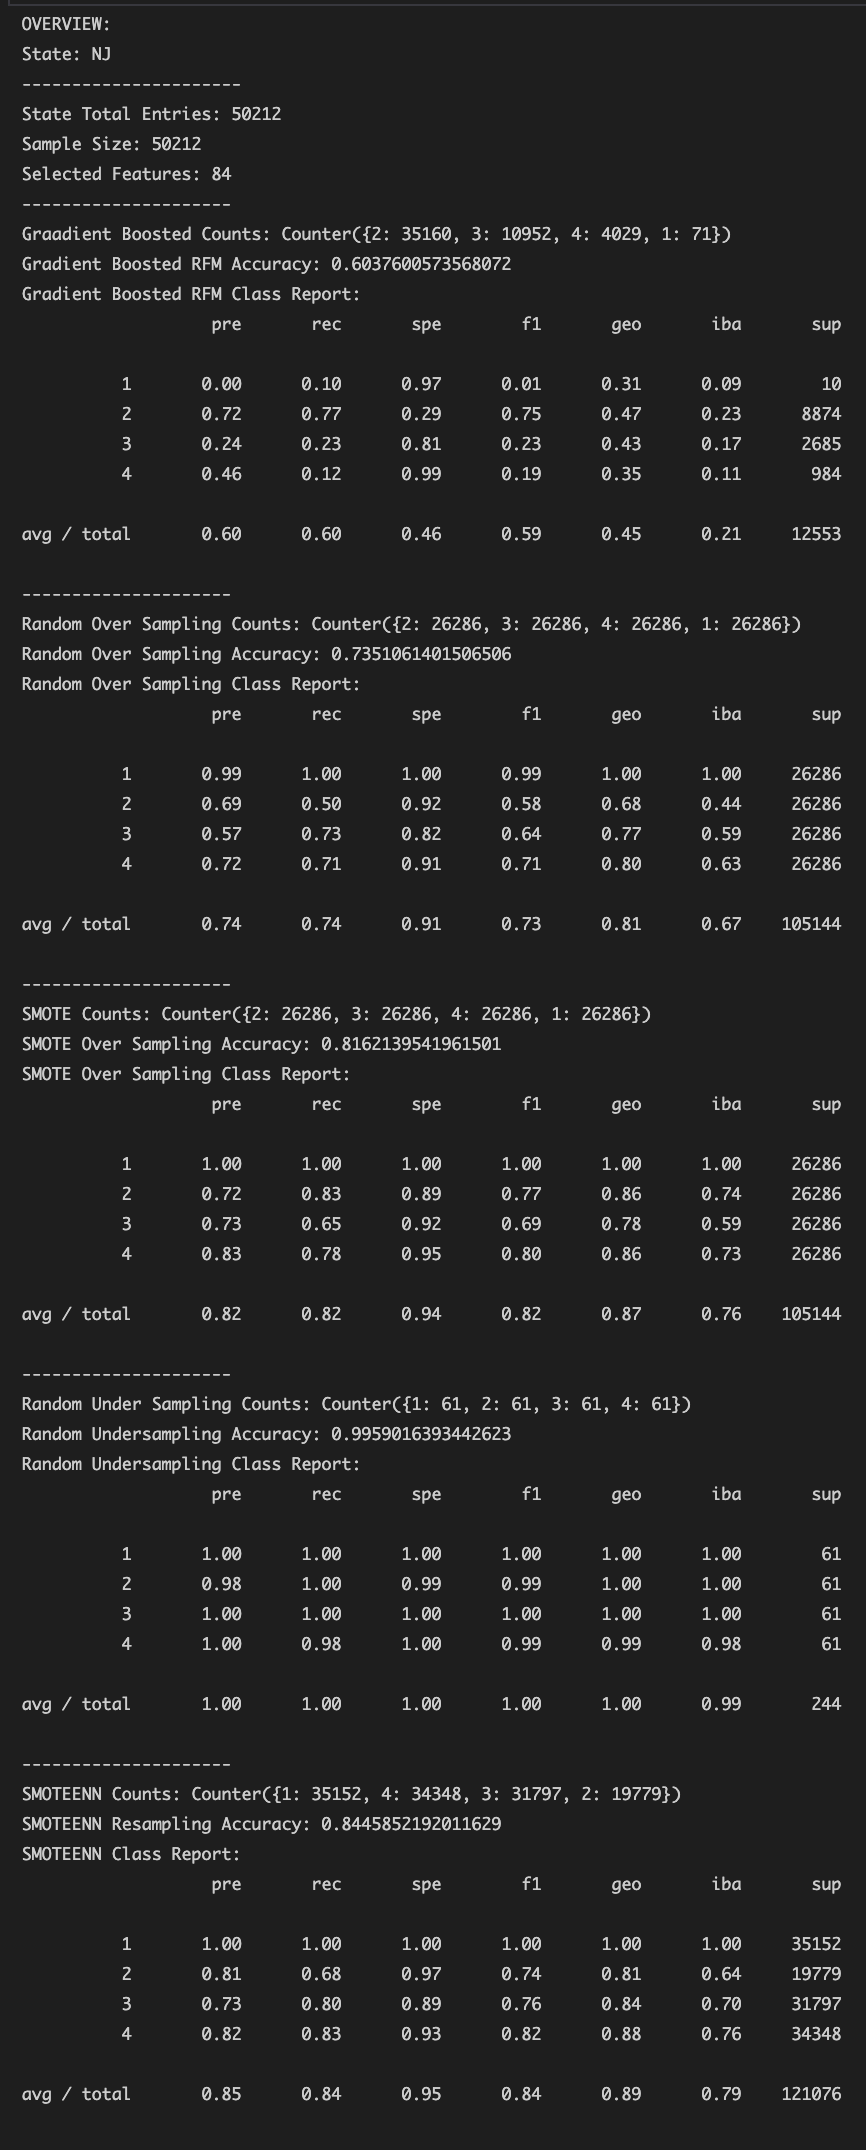 OVERVIEW:
State: NJ
----------------------
State Total Entries: 50212
Sample Size: 50212
Selected Features: 84
---------------------
Graadient Boosted Counts: Counter({2: 35160, 3: 10952, 4: 4029, 1: 71})
Gradient Boosted RFM Accuracy: 0.6037600573568072
Gradient Boosted RFM Class Report:
pre rec spe f1 geo iba sup
1 0.00 0.10 0.97 0.01 0.31 0.09 10
2 0.72 0.77 0.29 0.75 0.47 0.23 8874
3 0.24 0.23 0.81 0.23 0.43 0.17 2685
4 0.46 0.12 0.99 0.19 0.35 0.11 984
avg / total 0.60 0.60 0.46 0.59 0.45 0.21 12553
---------------------
Random Over Sampling Counts: Counter({2: 26286, 3: 26286, 4: 26286, 1: 26286})
Random Over Sampling Accuracy: 0.7351061401506506
Random Over Sampling Class Report:
pre rec spe f1 geo iba sup
1 0.99 1.00 1.00 0.99 1.00 1.00 26286
2 0.69 0.50 0.92 0.58 0.68 0.44 26286
3 0.57 0.73 0.82 0.64 0.77 0.59 26286
4 0.72 0.71 0.91 0.71 0.80 0.63 26286
avg / total 0.74 0.74 0.91 0.73 0.81 0.67 105144
---------------------
SMOTE Counts: Counter({2: 26286, 3: 26286, 4: 26286, 1: 26286})
SMOTE Over Sampling Accuracy: 0.8162139541961501
SMOTE Over Sampling Class Report:
pre rec spe f1 geo iba sup
1 1.00 1.00 1.00 1.00 1.00 1.00 26286
2 0.72 0.83 0.89 0.77 0.86 0.74 26286
3 0.73 0.65 0.92 0.69 0.78 0.59 26286
4 0.83 0.78 0.95 0.80 0.86 0.73 26286
avg / total 0.82 0.82 0.94 0.82 0.87 0.76 105144
---------------------
Random Under Sampling Counts: Counter({1: 61, 2: 61, 3: 61, 4: 61})
Random Undersampling Accuracy: 0.9959016393442623
Random Undersampling Class Report:
pre rec spe f1 geo iba sup
1 1.00 1.00 1.00 1.00 1.00 1.00 61
2 0.98 1.00 0.99 0.99 1.00 1.00 61
3 1.00 1.00 1.00 1.00 1.00 1.00 61
4 1.00 0.98 1.00 0.99 0.99 0.98 61
avg / total 1.00 1.00 1.00 1.00 1.00 0.99 244
---------------------
SMOTEENN Counts: Counter({1: 35152, 4: 34348, 3: 31797, 2: 19779})
SMOTEENN Resampling Accuracy: 0.8445852192011629
SMOTEENN Class Report:
pre rec spe f1 geo iba sup
1 1.00 1.00 1.00 1.00 1.00 1.00 35152
2 0.81 0.68 0.97 0.74 0.81 0.64 19779
3 0.73 0.80 0.89 0.76 0.84 0.70 31797
4 0.82 0.83 0.93 0.82 0.88 0.76 34348
avg / total 0.85 0.84 0.95 0.84 0.89 0.79 121076